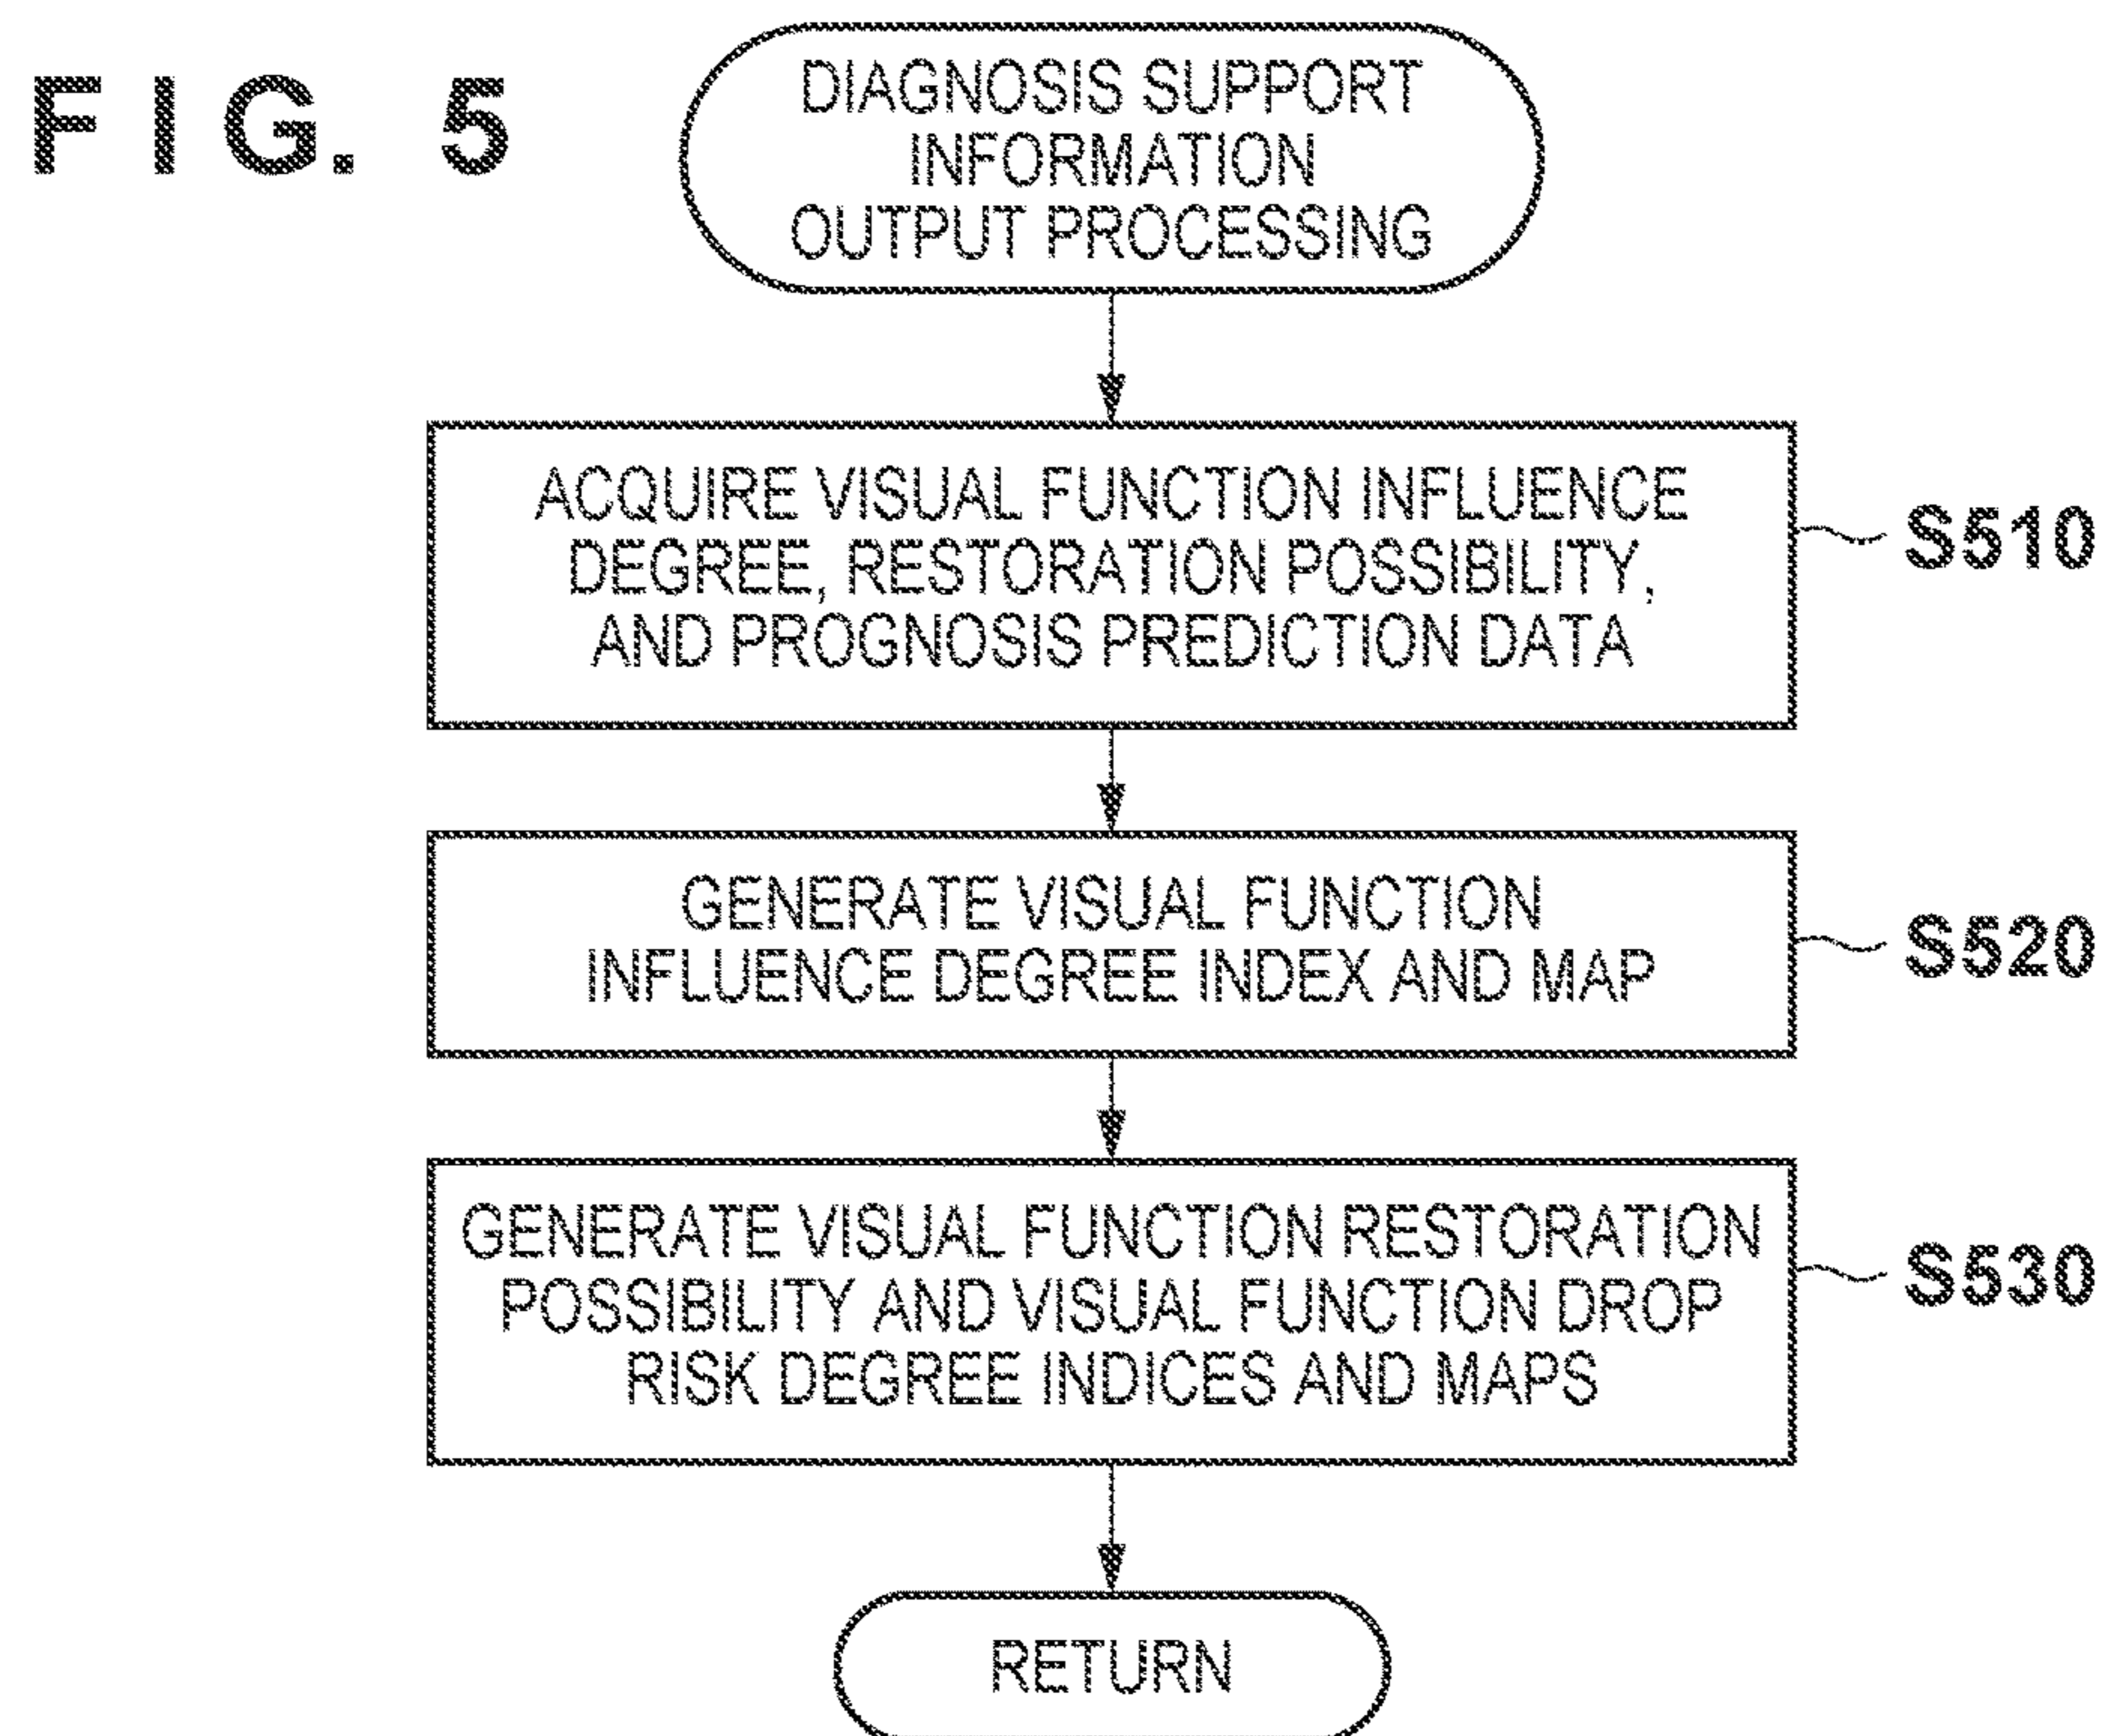 FIG. 5
DIAGNOSIS SUPPORT
INFORMATION
OUTPUT PROCESSING
ACQUIRE VISUAL FUNCTION INFLUENCE
DEGREE, RESTORATION POSSIBILITY,
AND PROGNOSIS PREDICTION DATA
S510
GENERATE VISUAL FUNCTION
INFLUENCE DEGREE INDEX AND MAP
S520
GENERATE VISUAL FUNCTION RESTORATION
POSSIBILITY AND VISUAL FUNCTION DROP
RISK DEGREE INDICES AND MAPS
S530
RETURN